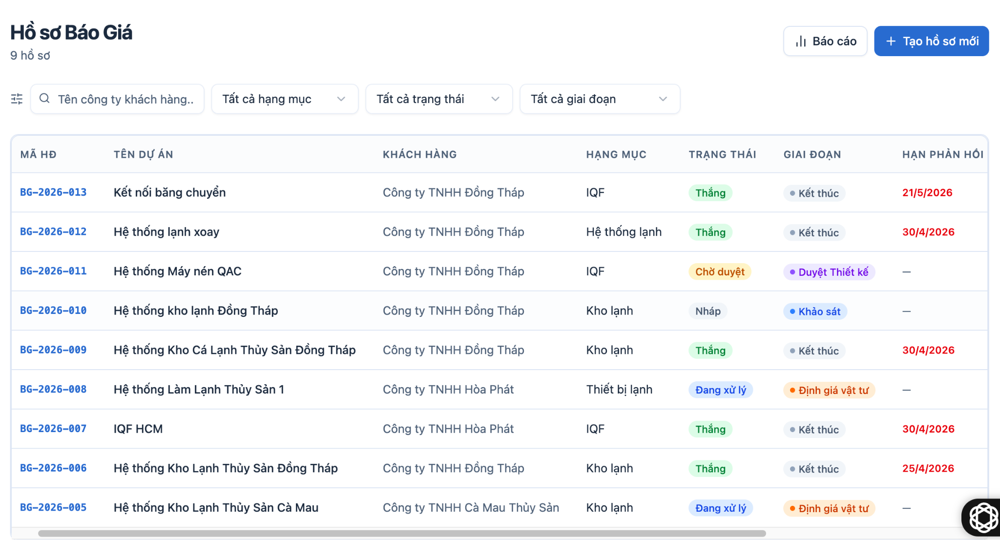 Hồ sơ Báo Giá
9 hồ sơ
Báo cáo
+ Tạo hồ sơ mới
Tên công ty khách hàng..
Tất cả hạng mục
Tất cả trạng thái
Tất cả giai đoạn
MÃ HĐ TÊN DỰ ÁN KHÁCH HÀNG HẠNG MỤC TRẠNG THÁI GIAI ĐOẠN HẠN PHẢN HỒI
BG-2026-013 Kết nối băng chuyền Công ty TNHH Đồng Tháp IQF Thắng Kết thúc 21/5/2026
BG-2026-012 Hệ thống lạnh xoay Công ty TNHH Đồng Tháp Hệ thống lạnh Thắng Kết thúc 30/4/2026
BG-2026-011 Hệ thống Máy nén QAC Công ty TNHH Đồng Tháp IQF Chờ duyệt Duyệt Thiết kế —
BG-2026-010 Hệ thống kho lạnh Đồng Tháp Công ty TNHH Đồng Tháp Kho lạnh Nháp Khảo sát —
BG-2026-009 Hệ thống Kho Cá Lạnh Thủy Sản Đồng Tháp Công ty TNHH Đồng Tháp Kho lạnh Thắng Kết thúc 30/4/2026
BG-2026-008 Hệ thống Làm Lạnh Thủy Sản 1 Công ty TNHH Hòa Phát Thiết bị lạnh Đang xử lý Định giá vật tư —
BG-2026-007 IQF HCM Công ty TNHH Hòa Phát IQF Thắng Kết thúc 30/4/2026
BG-2026-006 Hệ thống Kho Lạnh Thủy Sản Đồng Tháp Công ty TNHH Đồng Tháp Kho lạnh Thắng Kết thúc 25/4/2026
BG-2026-005 Hệ thống Kho Lạnh Thủy Sản Cà Mau Công ty TNHH Cà Mau Thủy Sản Kho lạnh Đang xử lý Định giá vật tư —